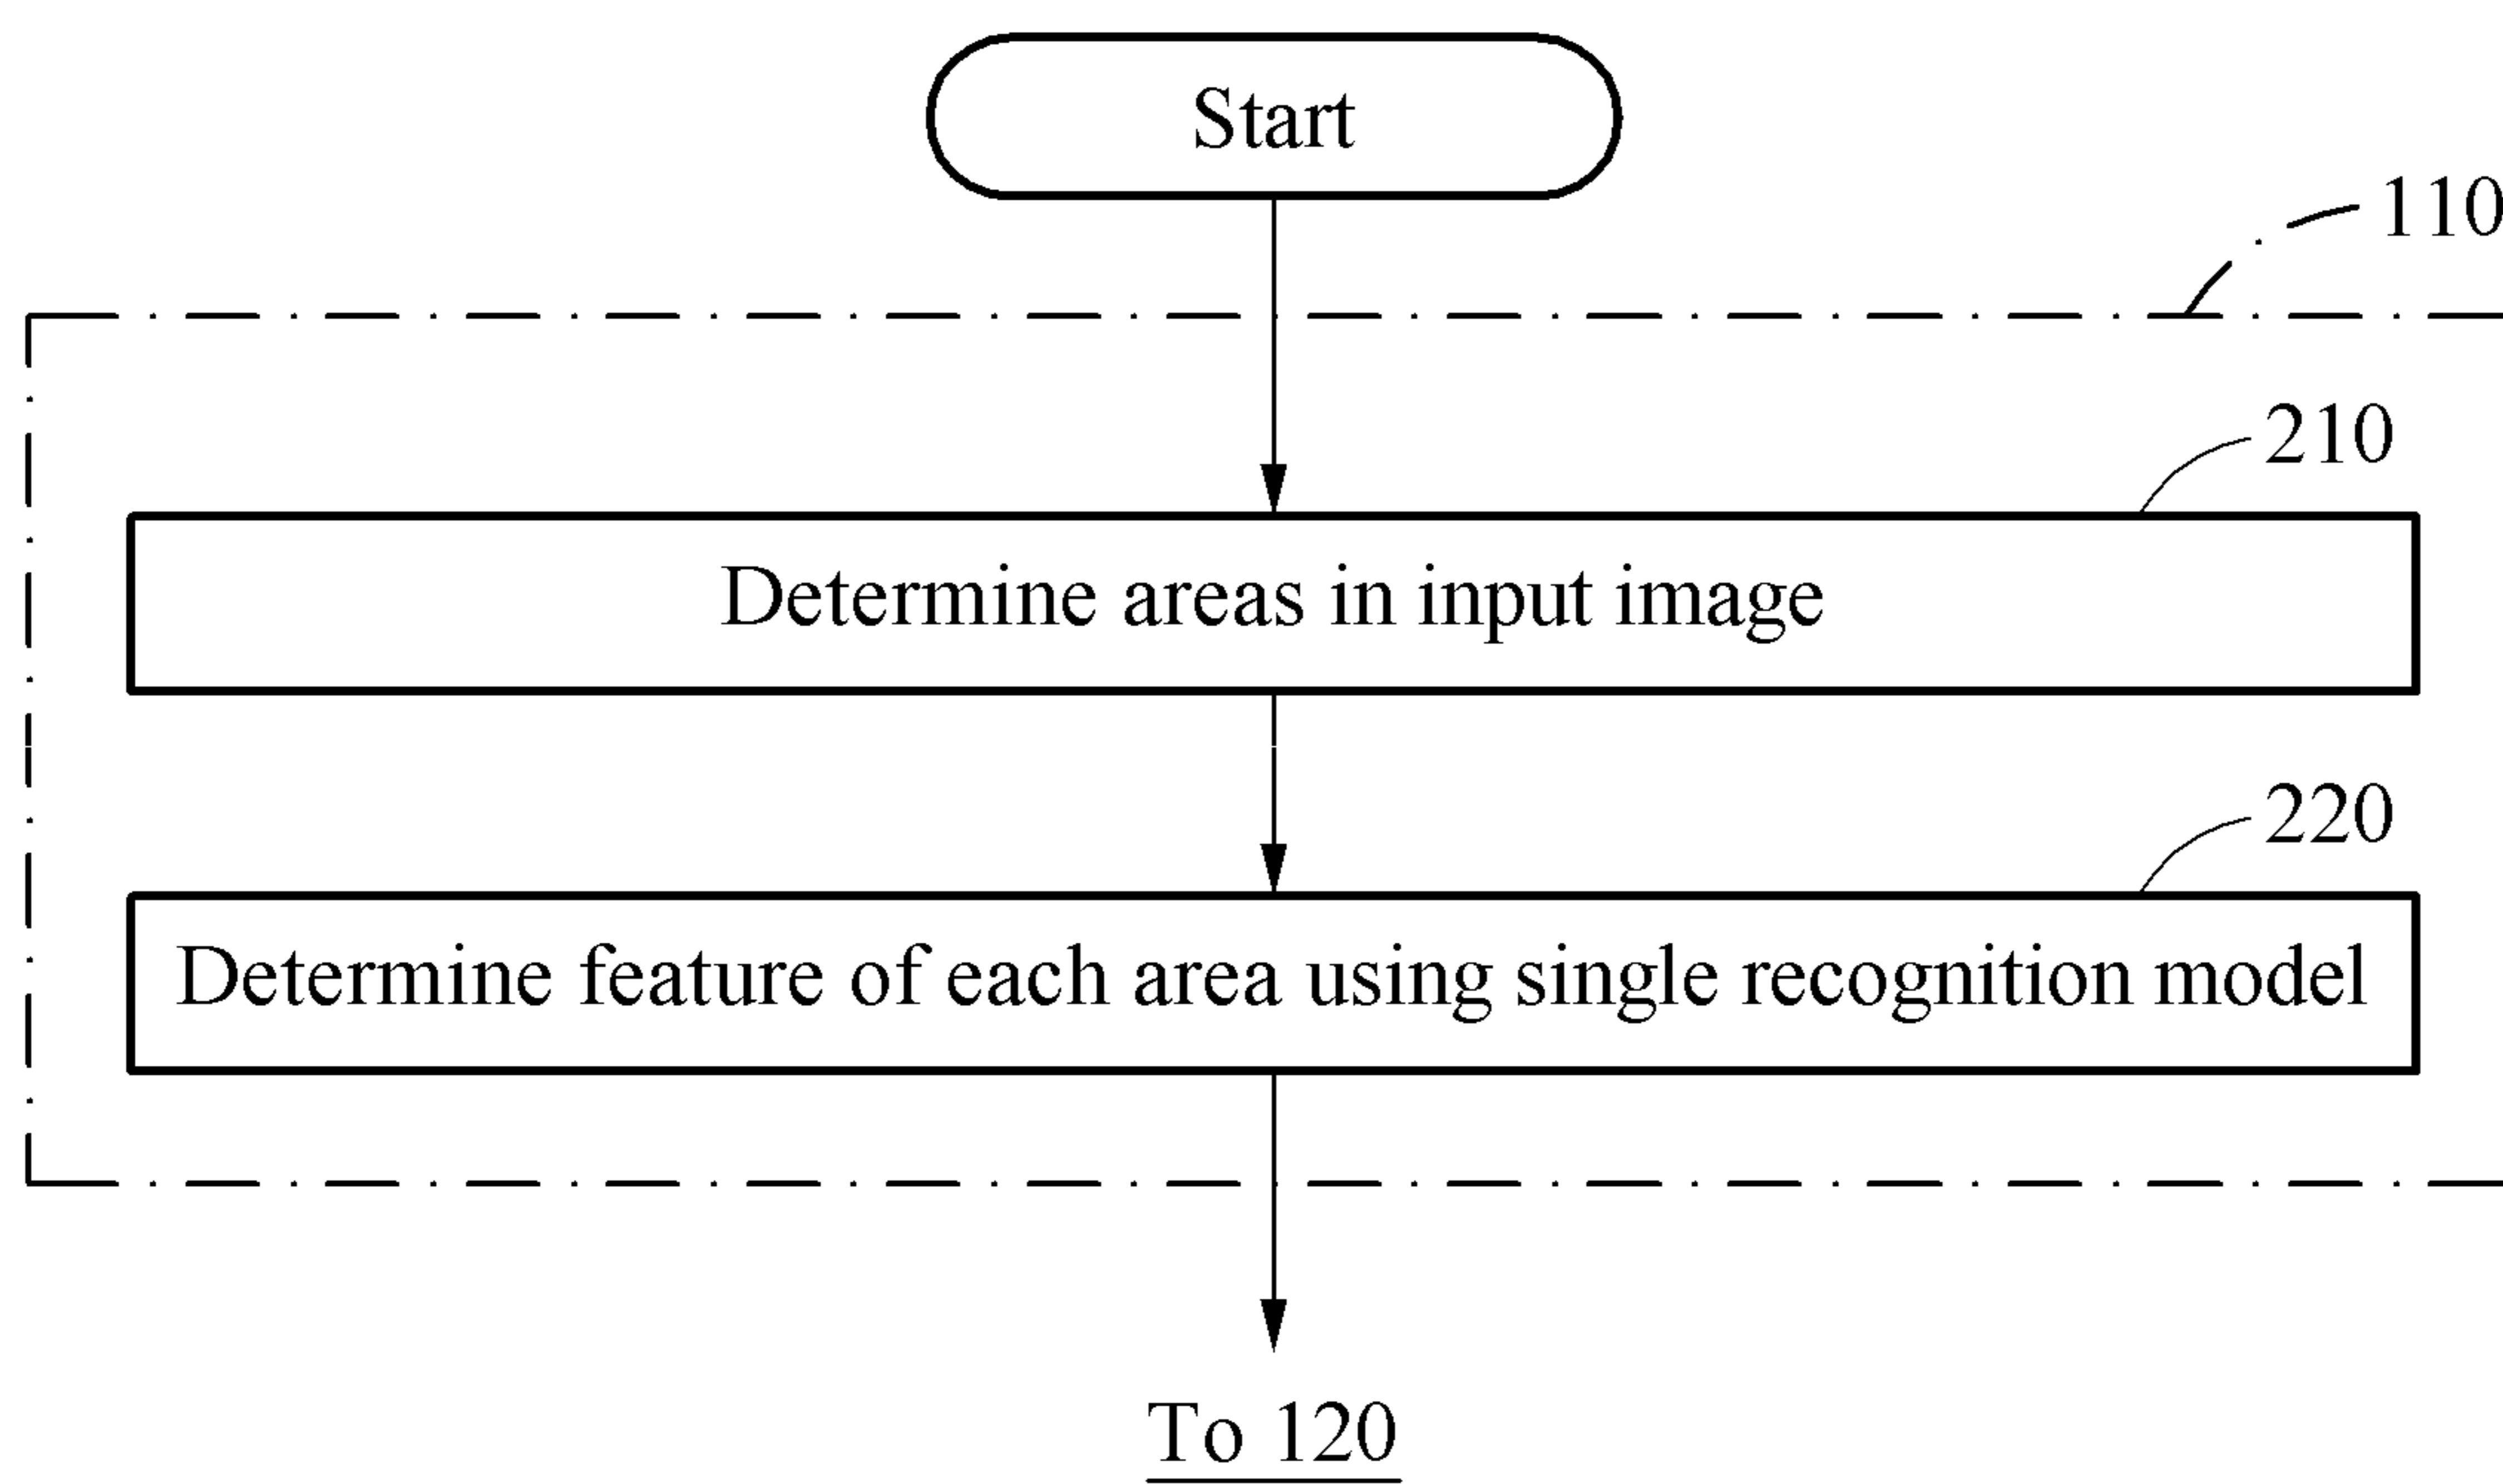 Start
110
210
Determine areas in input image
220
Determine feature of each area using single recognition model
To 120